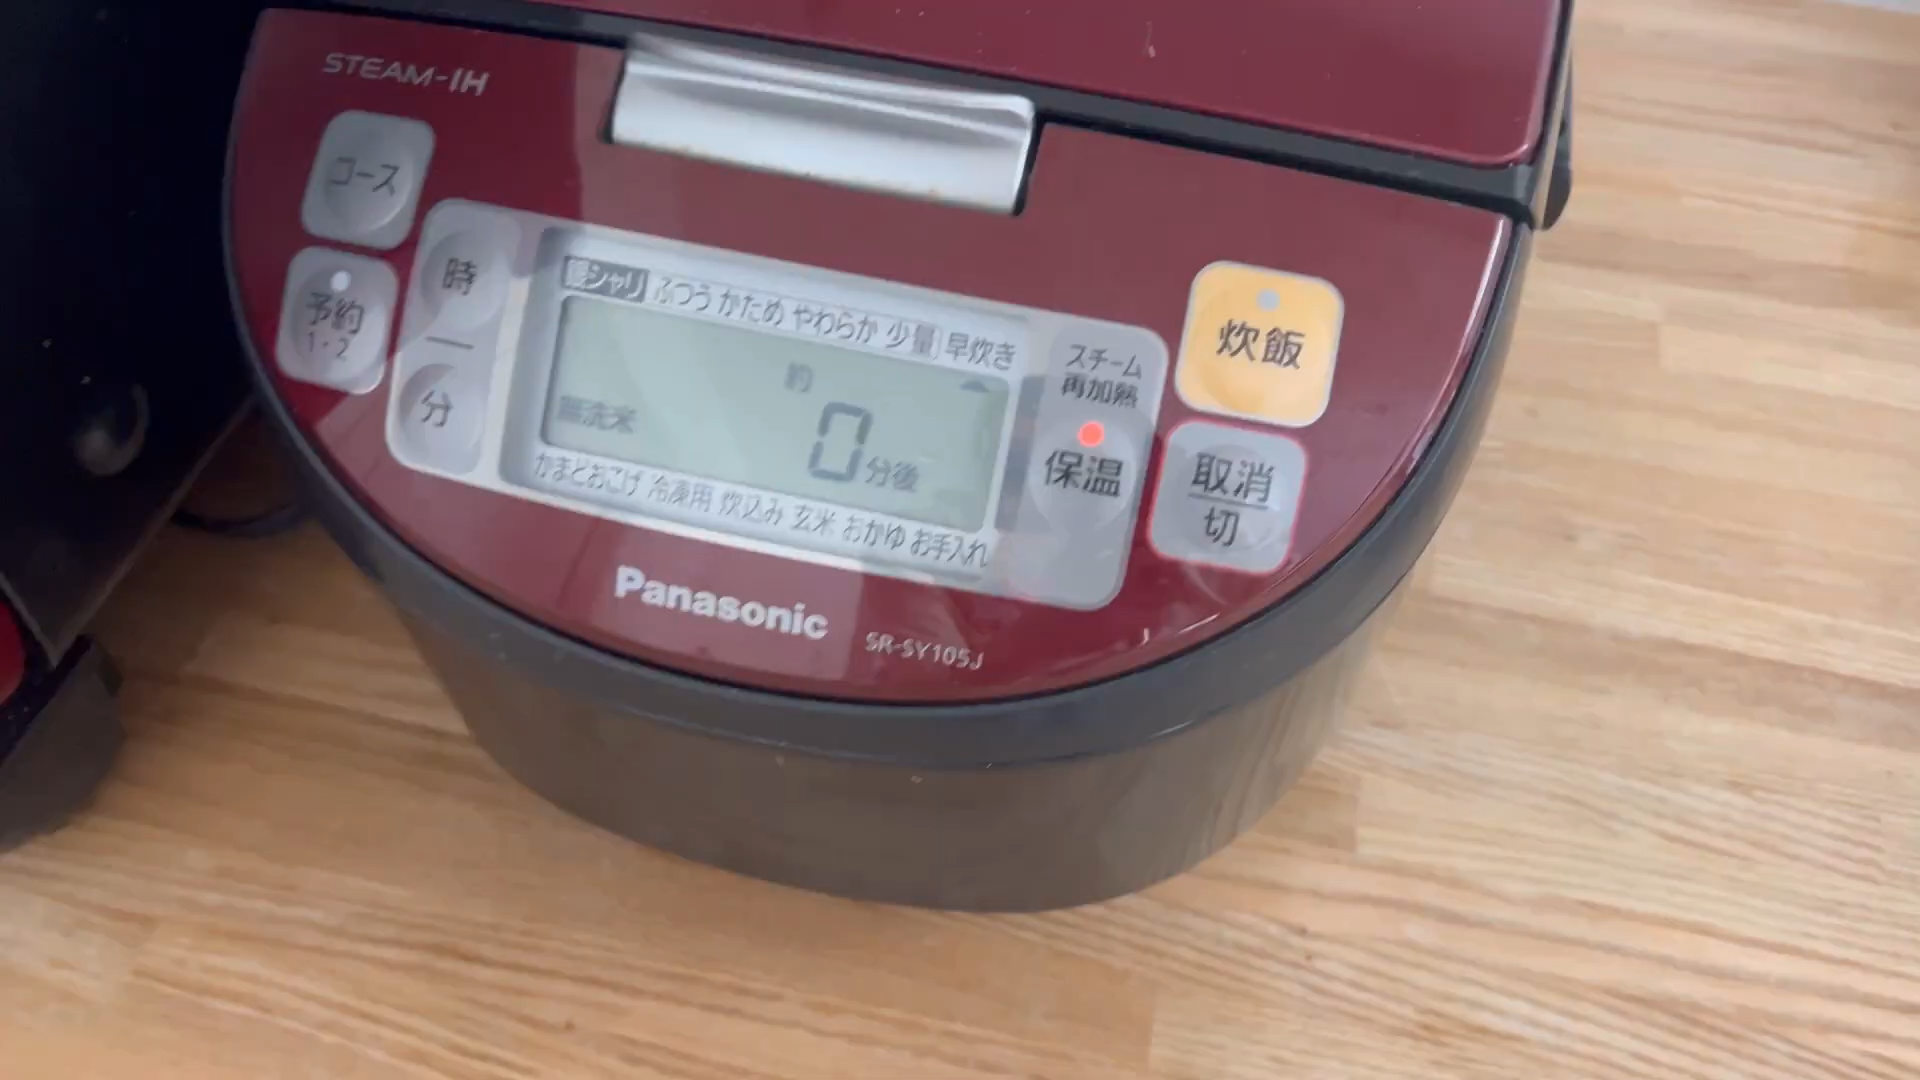 STEAM-IH
コース
予約
1・2
時
分
銀シャリ ふつう かため やわらか 少量 早炊き
約
無洗米
0分後
かまどおこげ 冷凍用 炊込み 玄米 おかゆ お手入れ
スチーム
再加熱
保温
炊飯
取消
切
Panasonic
SR-SY105J